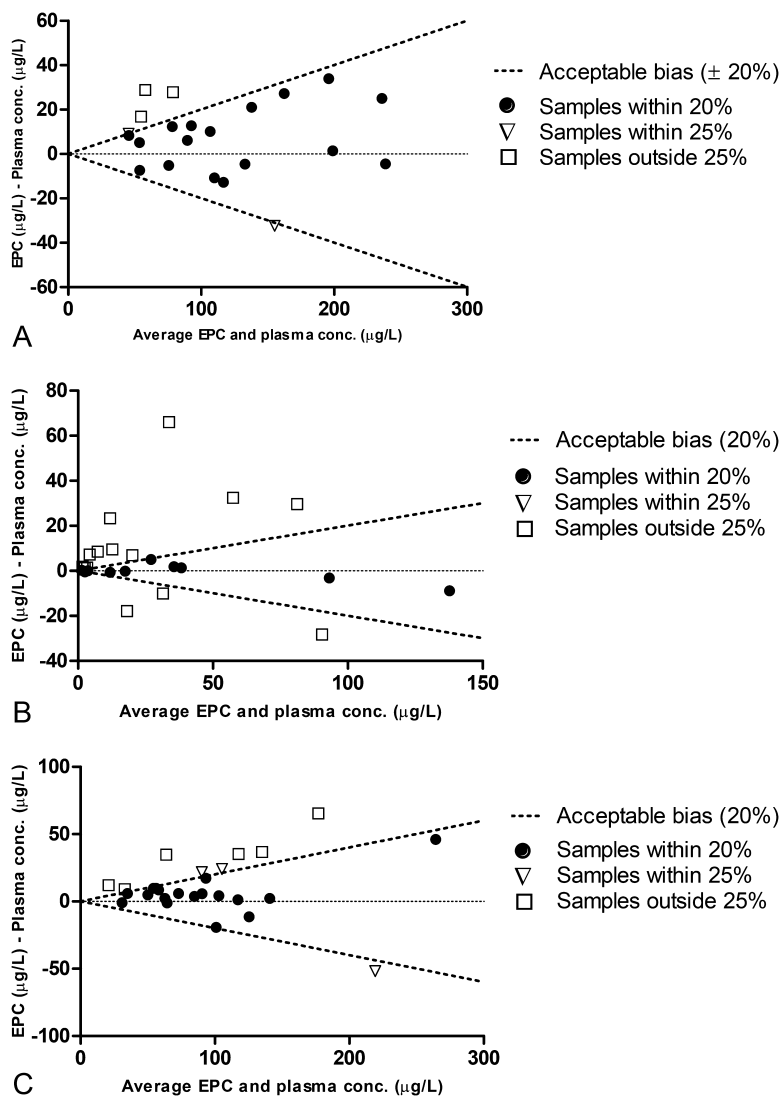 60
40
20
0
-20
-40
-60
0 100 200 300
EPC (μg/L) - Plasma conc. (μg/L)
Average EPC and plasma conc. (μg/L)
Acceptable bias (± 20%)
Samples within 20%
Samples within 25%
Samples outside 25%
A
80
60
40
20
0
-20
-40
0 50 100 150
EPC (μg/L) - Plasma conc. (μg/L)
Average EPC and plasma conc. (μg/L)
Acceptable bias (20%)
Samples within 20%
Samples within 25%
Samples outside 25%
B
100
50
0
-50
-100
0 100 200 300
EPC (μg/L) - Plasma conc. (μg/L)
Average EPC and plasma conc. (μg/L)
Acceptable bias (20%)
Samples within 20%
Samples within 25%
Samples outside 25%
C